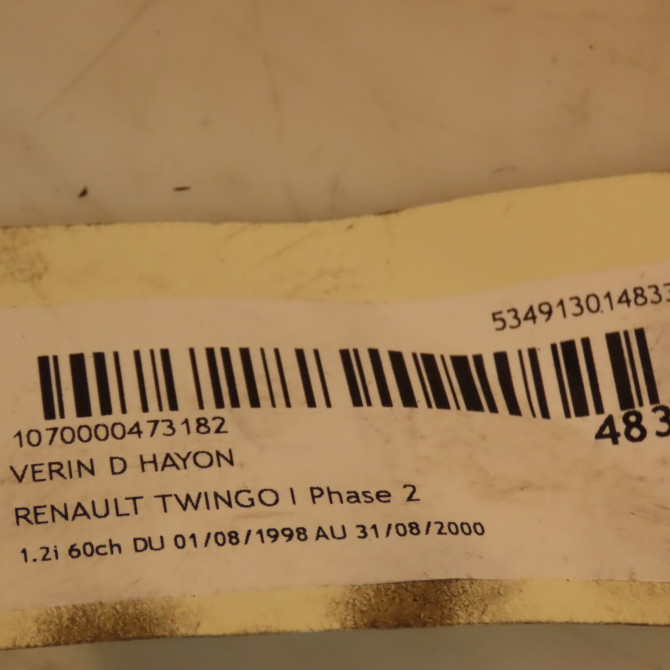 534913014833
1070000473182
483
VERIN D HAYON
RENAULT TWINGO I Phase 2
1.2i 60ch DU 01/08/1998 AU 31/08/2000